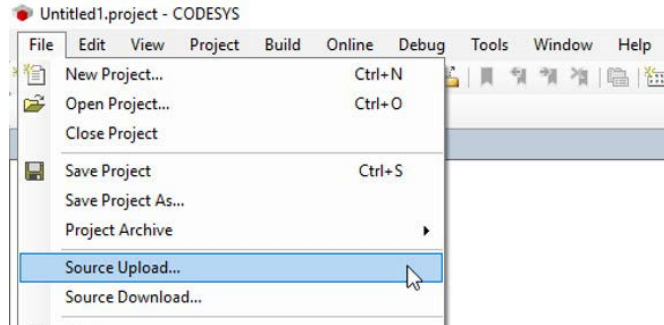 Untitled1.project - CODESYS
File Edit View Project Build Online Debug Tools Window Help
New Project... Ctrl+N
Open Project... Ctrl+O
Close Project
Save Project Ctrl+S
Save Project As...
Project Archive
Source Upload...
Source Download...